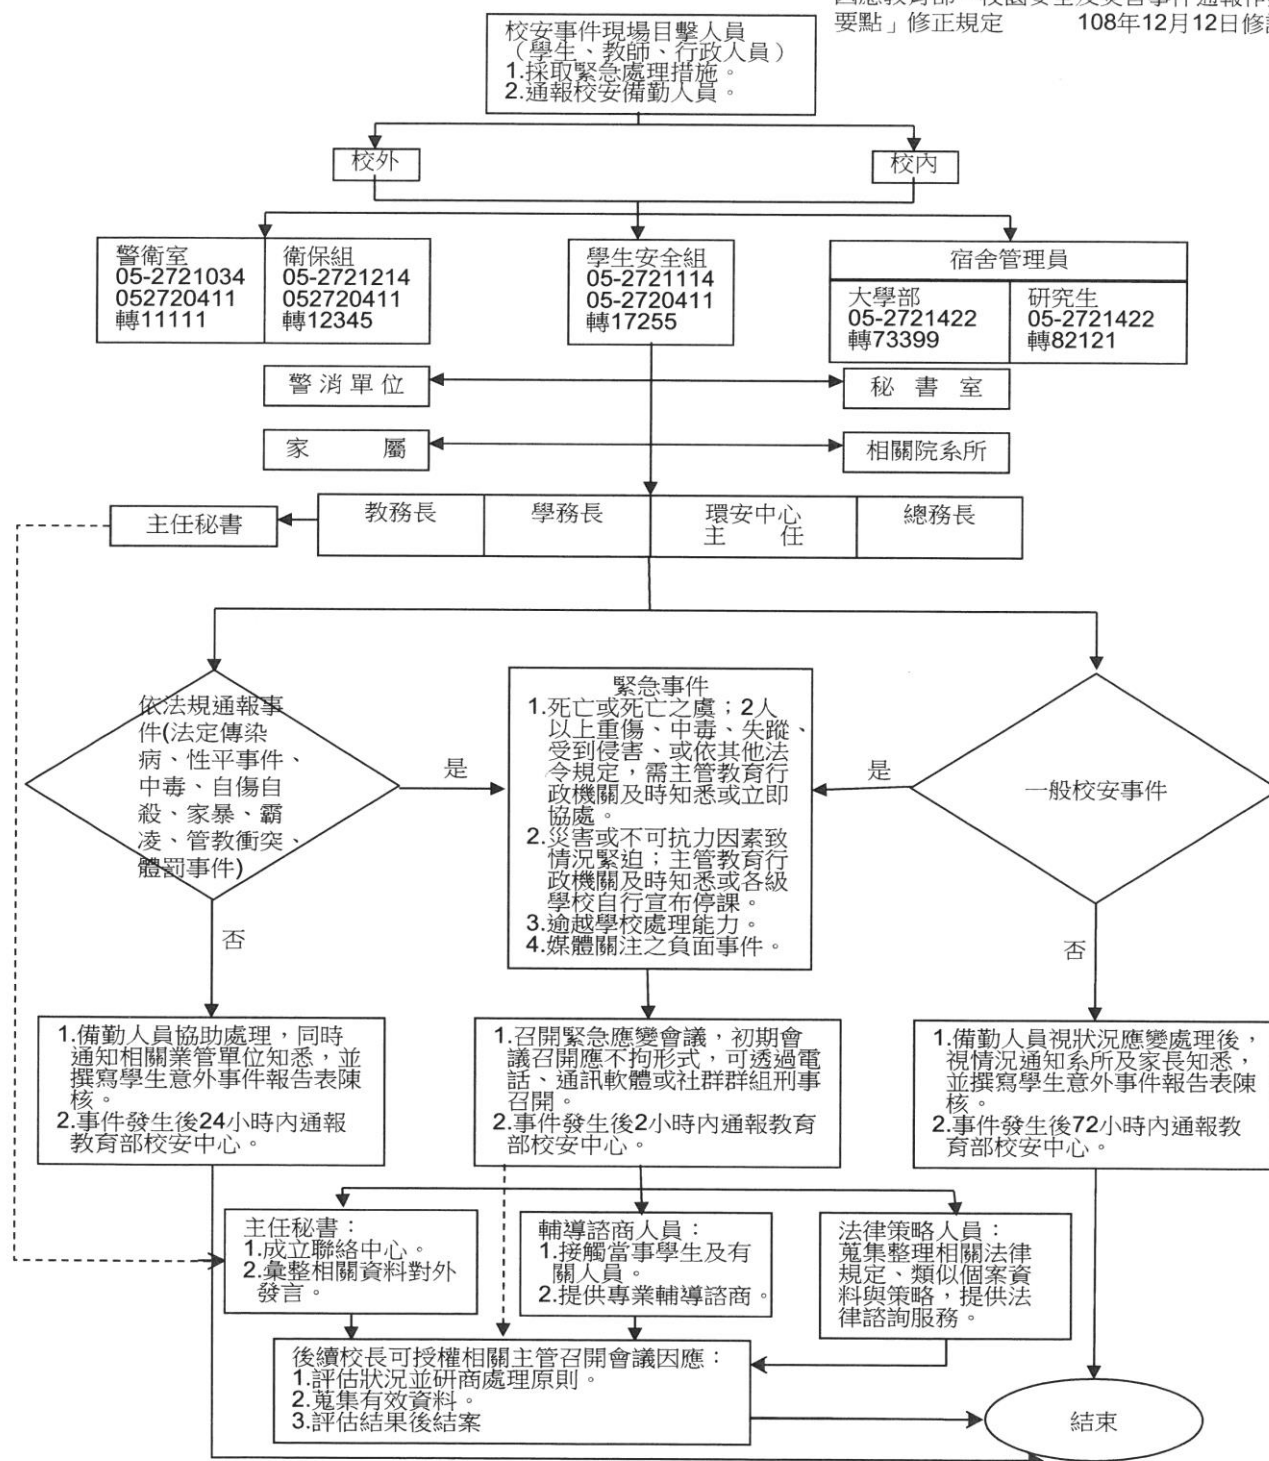 要點」修正規定 108年12月12日修
校安事件現場目擊人員
(學生、教師、行政人員)
1.採取緊急處理措施。
2.通報校安備勤人員。
校外
校內
警衛室
05-2721034
052720411
轉11111
衛保組
05-2721214
052720411
轉12345
學生安全組
05-2721114
05-2720411
轉17255
宿舍管理員
大學部
05-2721422
轉73399
研究生
05-2721422
轉82121
警消單位
秘書室
家屬
相關院系所
主任秘書
教務長
學務長
環安中心
主任
總務長
依法規通報事
件(法定傳染
病、性平事件、
中毒、自傷自
殺、家暴、霸
凌、管教衝突、
體罰事件)
是
緊急事件
1.死亡或死亡之虞；2人
以上重傷、中毒、失蹤、
受到侵害、或依其他法
令規定，需主管教育行
政機關及時知悉或立即
協處。
2.災害或不可抗力因素致
情況緊迫；主管教育行
政機關及時知悉或各級
學校自行宣布停課。
3.逾越學校處理能力。
4.媒體關注之負面事件。
是
一般校安事件
否
否
1.備勤人員協助處理，同時
通知相關業管單位知悉，並
撰寫學生意外事件報告表陳
核。
2.事件發生後24小時內通報
教育部校安中心。
1.召開緊急應變會議，初期會
議召開應不拘形式，可透過電
話、通訊軟體或社群群組刑事
召開。
2.事件發生後2小時內通報教育
部校安中心。
1.備勤人員視狀況應變處理後，
視情況通知系所及家長知悉，
並撰寫學生意外事件報告表陳
核。
2.事件發生後72小時內通報教
育部校安中心。
主任秘書：
1.成立聯絡中心。
2.彙整相關資料對外
發言。
輔導諮商人員：
1.接觸當事學生及有
關人員。
2.提供專業輔導諮商。
法律策略人員：
蒐集整理相關法律
規定、類似個案資
料與策略，提供法
律諮詢服務。
後續校長可授權相關主管召開會議因應：
1.評估狀況並研商處理原則。
2.蒐集有效資料。
3.評估結果後結案
結束